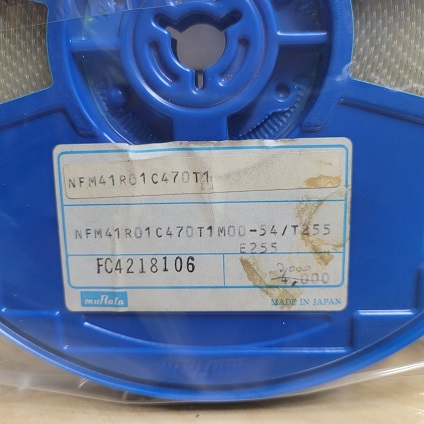 NFM41R01C470T1
NFM41R01C470T1M00-54/T255
E255
FC4218106
4,000
muRata
MADE IN JAPAN